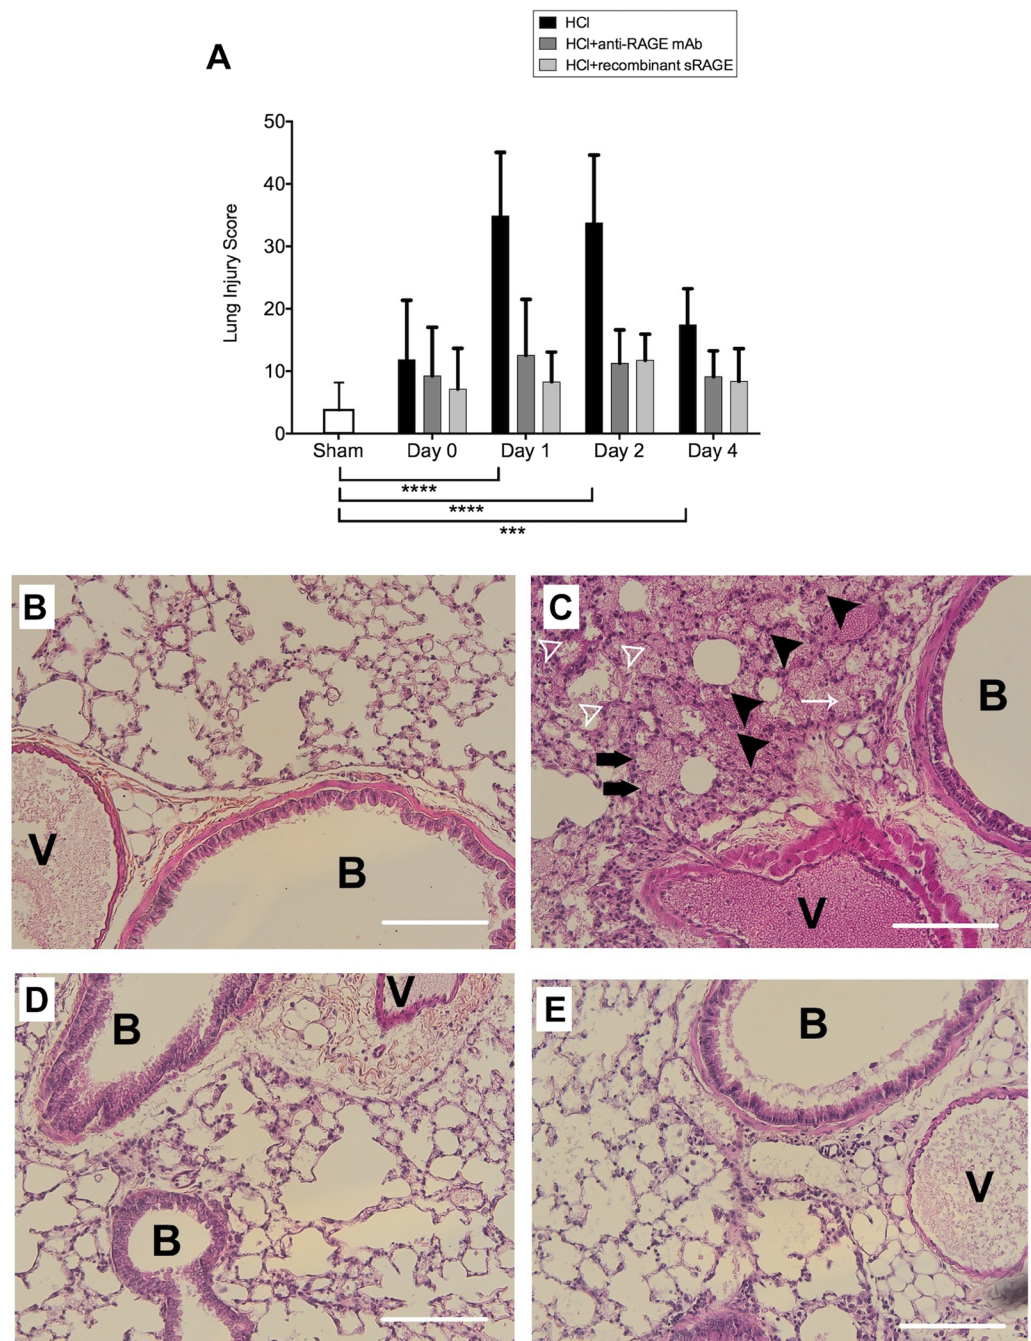 HCl
HCl+anti-RAGE mAb
HCl+recombinant sRAGE
A
Lung Injury Score
50
40
30
20
10
0
Sham Day 0 Day 1 Day 2 Day 4
****
****
***
B
V
B
C
B
V
D
B
V
B
E
B
V